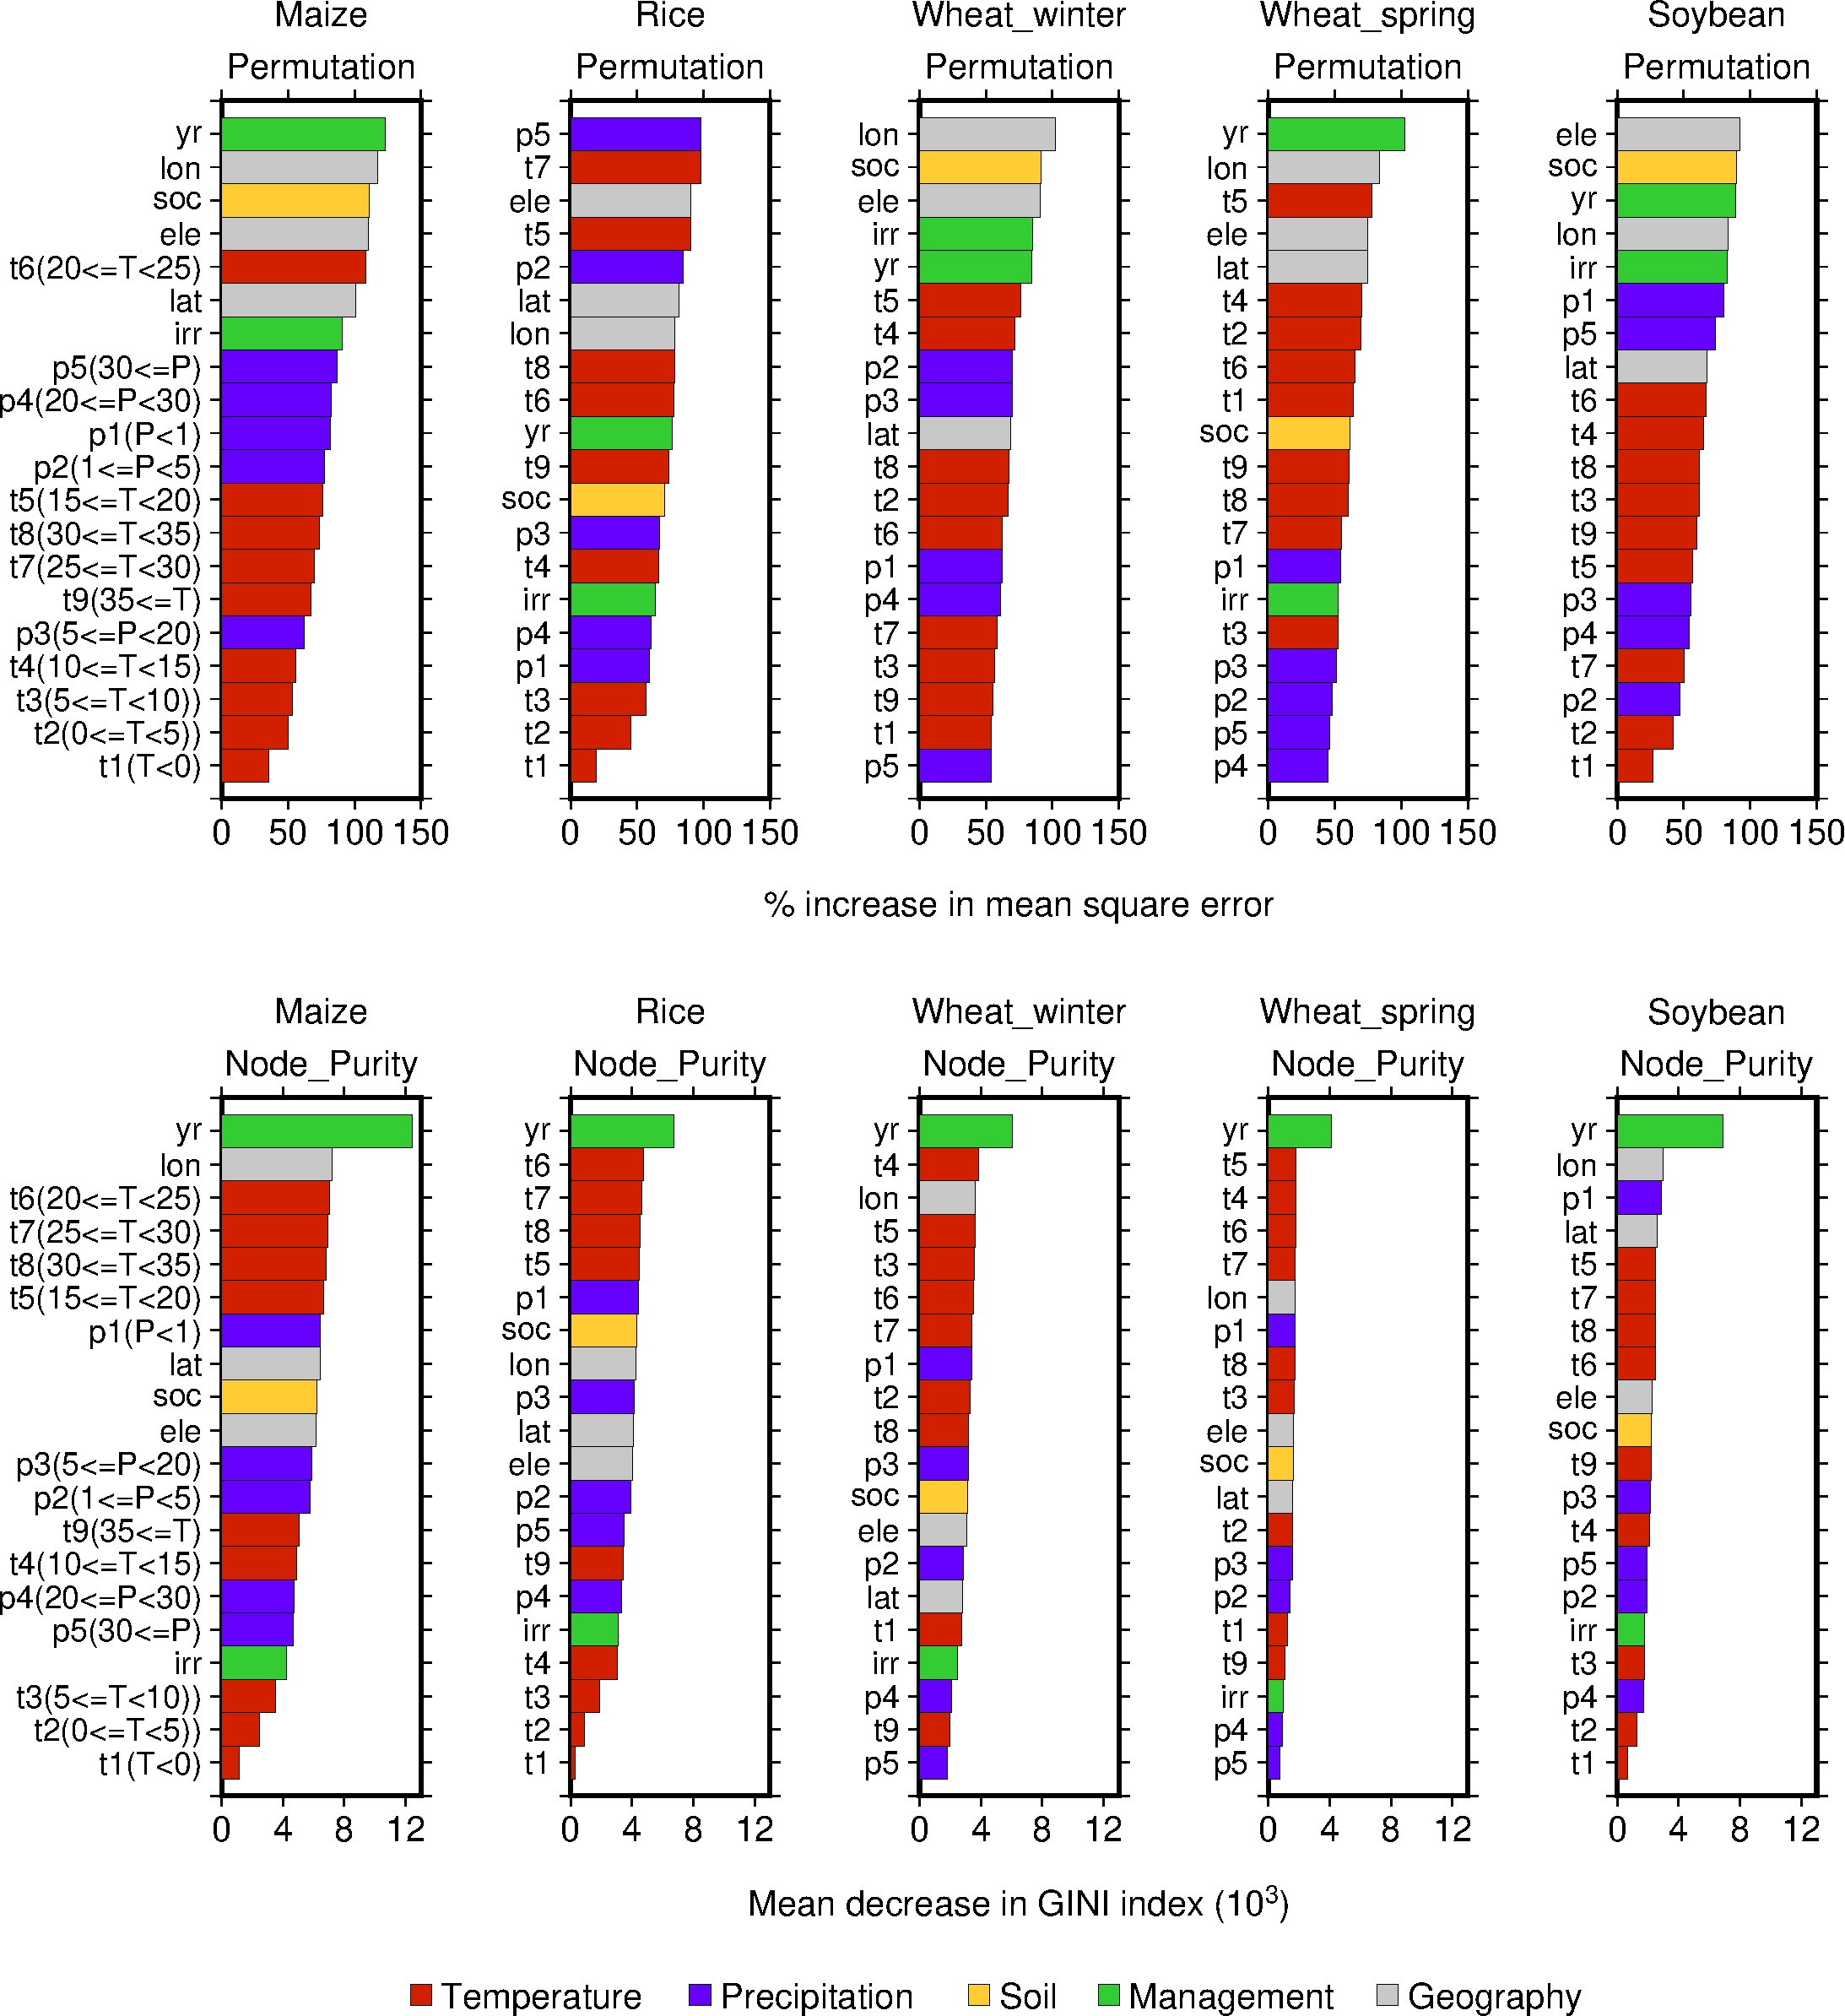 Maize Rice Wheat_winter Wheat_spring Soybean
Permutation Permutation Permutation Permutation Permutation
yr p5 lon yr ele
lon t7 soc lon soc
soc ele ele t5 yr
ele t5 irr ele lon
t6(20<=T<25) p2 yr lat irr
lat lat t5 t4 p1
irr lon t4 t2 p5
p5(30<=P) t8 p2 t6 lat
p4(20<=P<30) t6 p3 t1 t6
p1(P<1) yr lat soc t4
p2(1<=P<5) t9 t8 t9 t8
t5(15<=T<20) soc t2 t8 t3
t8(30<=T<35) p3 t6 t7 t9
t7(25<=T<30) t4 p1 p1 t5
t9(35<=T) irr p4 irr p3
p3(5<=P<20) p4 t7 t3 p4
t4(10<=T<15) p1 t3 p3 t7
t3(5<=T<10)) t3 t9 p2 p2
t2(0<=T<5)) t2 t1 p5 t2
t1(T<0) t1 p5 p4 t1
0 50 100 150 0 50 100 150 0 50 100 150 0 50 100 150 0 50 100 150
% increase in mean square error
Maize Rice Wheat_winter Wheat_spring Soybean
Node_Purity Node_Purity Node_Purity Node_Purity Node_Purity
yr yr yr yr yr
lon t6 t4 t5 lon
t6(20<=T<25) t7 lon t4 p1
t7(25<=T<30) t8 t5 t6 lat
t8(30<=T<35) t5 t3 t7 t5
t5(15<=T<20) p1 t6 lon t7
p1(P<1) soc t7 p1 t8
lat lon p1 t8 t6
soc p3 t2 t3 ele
ele lat t8 ele soc
p3(5<=P<20) ele p3 soc t9
p2(1<=P<5) p2 soc lat p3
t9(35<=T) p5 ele t2 t4
t4(10<=T<15) t9 p2 p3 p5
p4(20<=P<30) p4 lat p2 p2
p5(30<=P) irr t1 t1 irr
irr t4 irr t9 t3
t3(5<=T<10)) t3 p4 irr p4
t2(0<=T<5)) t2 t9 p4 t2
t1(T<0) t1 p5 p5 t1
0 4 8 12 0 4 8 12 0 4 8 12 0 4 8 12 0 4 8 12
Mean decrease in GINI index (10³)
Temperature Precipitation Soil Management Geography